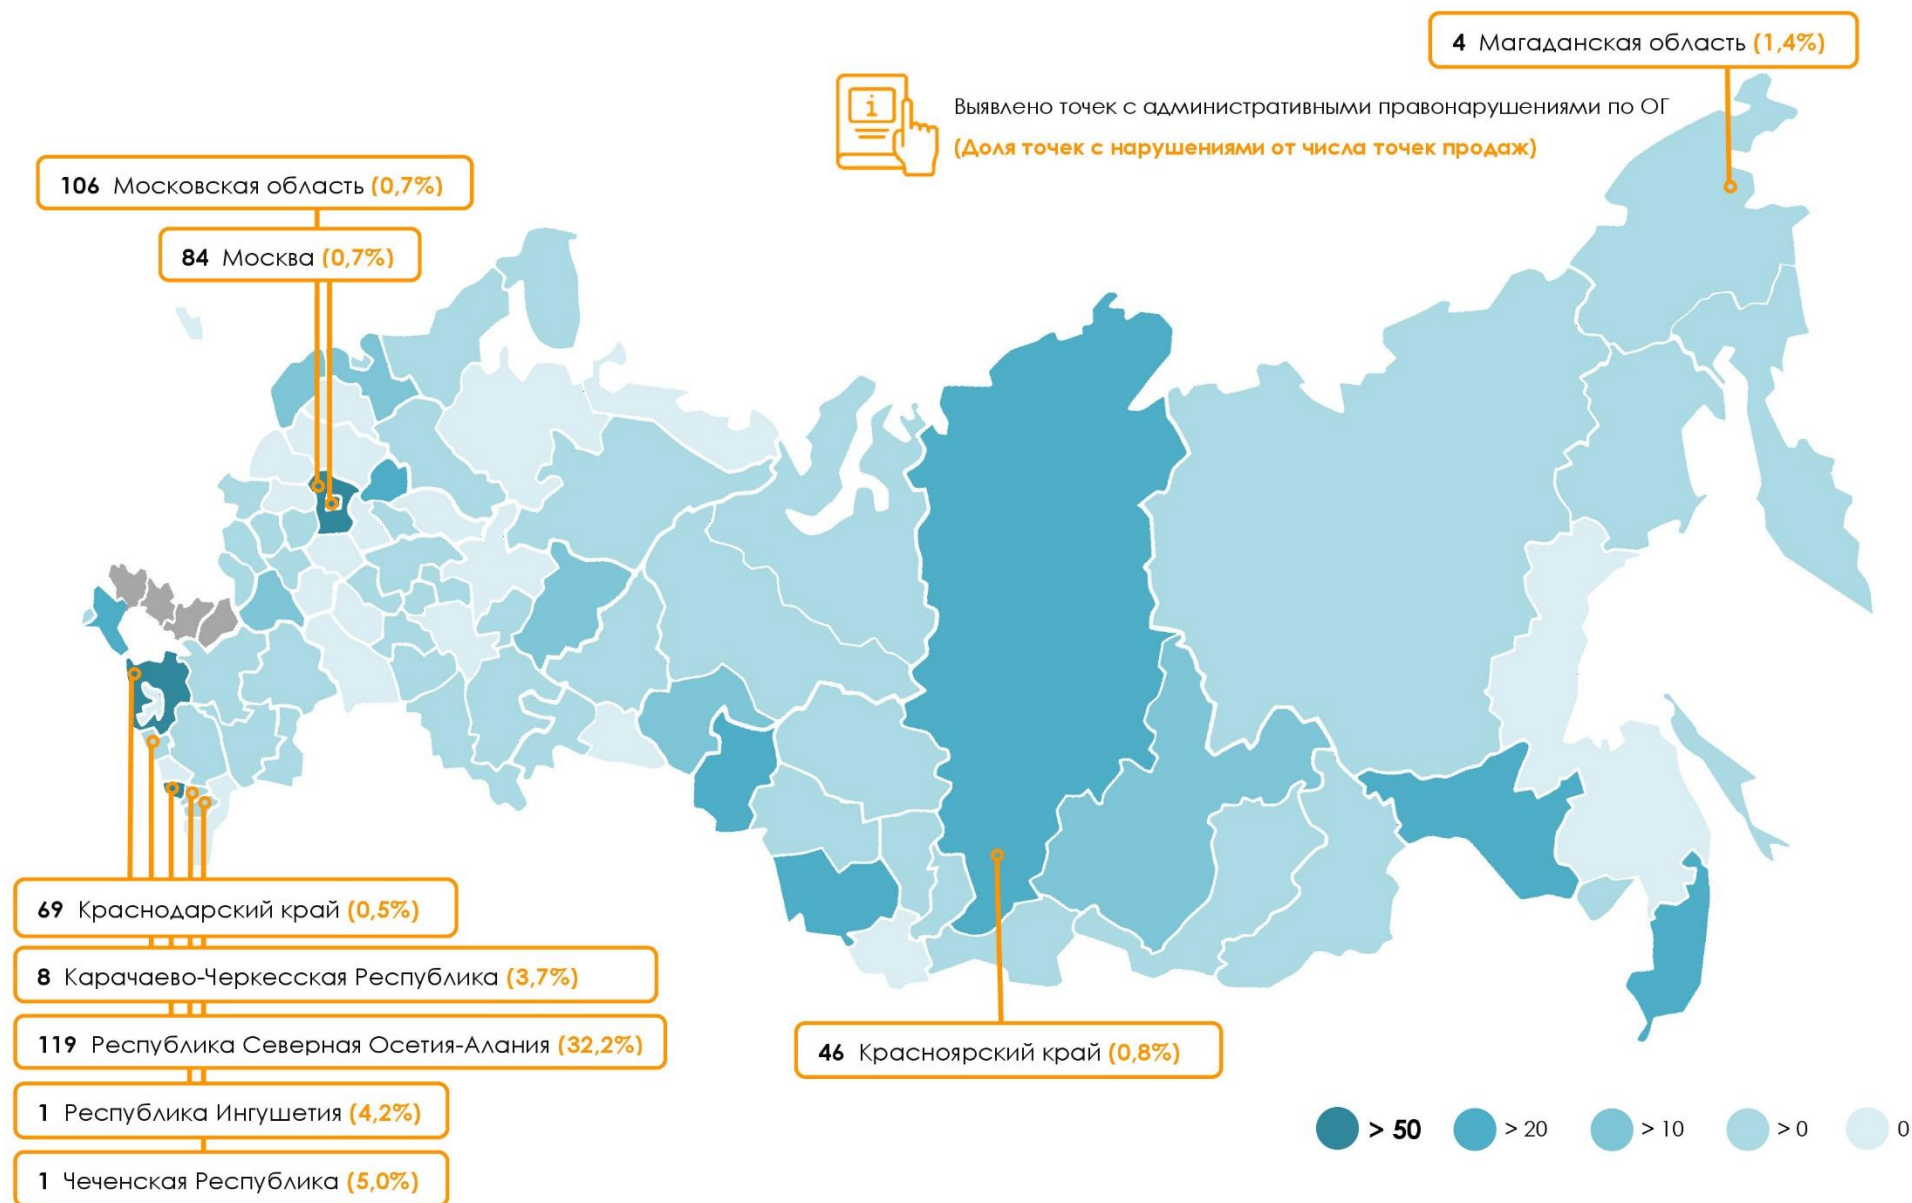 4 Магаданская область (1,4%)
i
Выявлено точек с административными правонарушениями по ОГ
(Доля точек с нарушениями от числа точек продаж)
106 Московская область (0,7%)
84 Москва (0,7%)
69 Краснодарский край (0,5%)
8 Карачаево-Черкесская Республика (3,7%)
119 Республика Северная Осетия-Алания (32,2%)
1 Республика Ингушетия (4,2%)
1 Чеченская Республика (5,0%)
46 Красноярский край (0,8%)
> 50 > 20 > 10 > 0 0